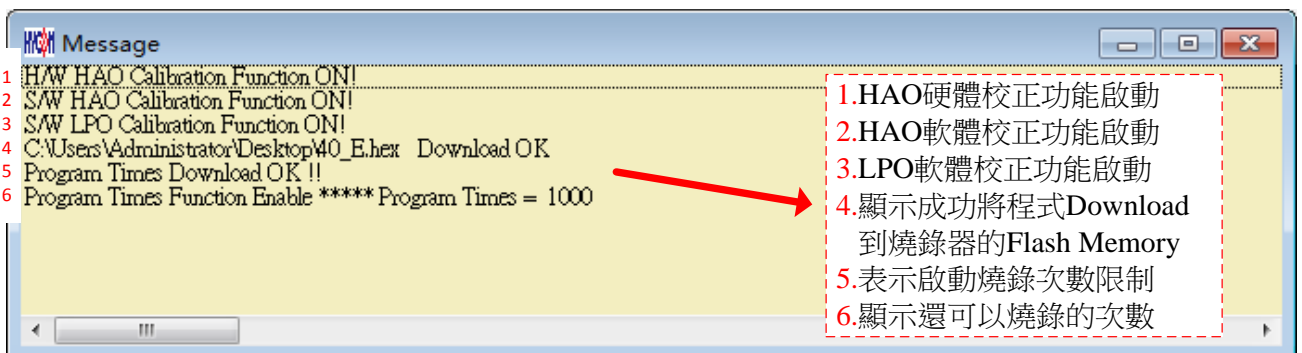 HYCON Message
1 H/W HAO Calibration Function ON!
2 S/W HAO Calibration Function ON!
3 S/W LPO Calibration Function ON!
4 C:\Users\Administrator\Desktop\40_E.hex Download OK
5 Program Times Download OK !!
6 Program Times Function Enable ***** Program Times = 1000
1.HAO硬體校正功能啟動
2.HAO軟體校正功能啟動
3.LPO軟體校正功能啟動
4.顯示成功將程式Download
到燒錄器的Flash Memory
5.表示啟動燒錄次數限制
6.顯示還可以燒錄的次數